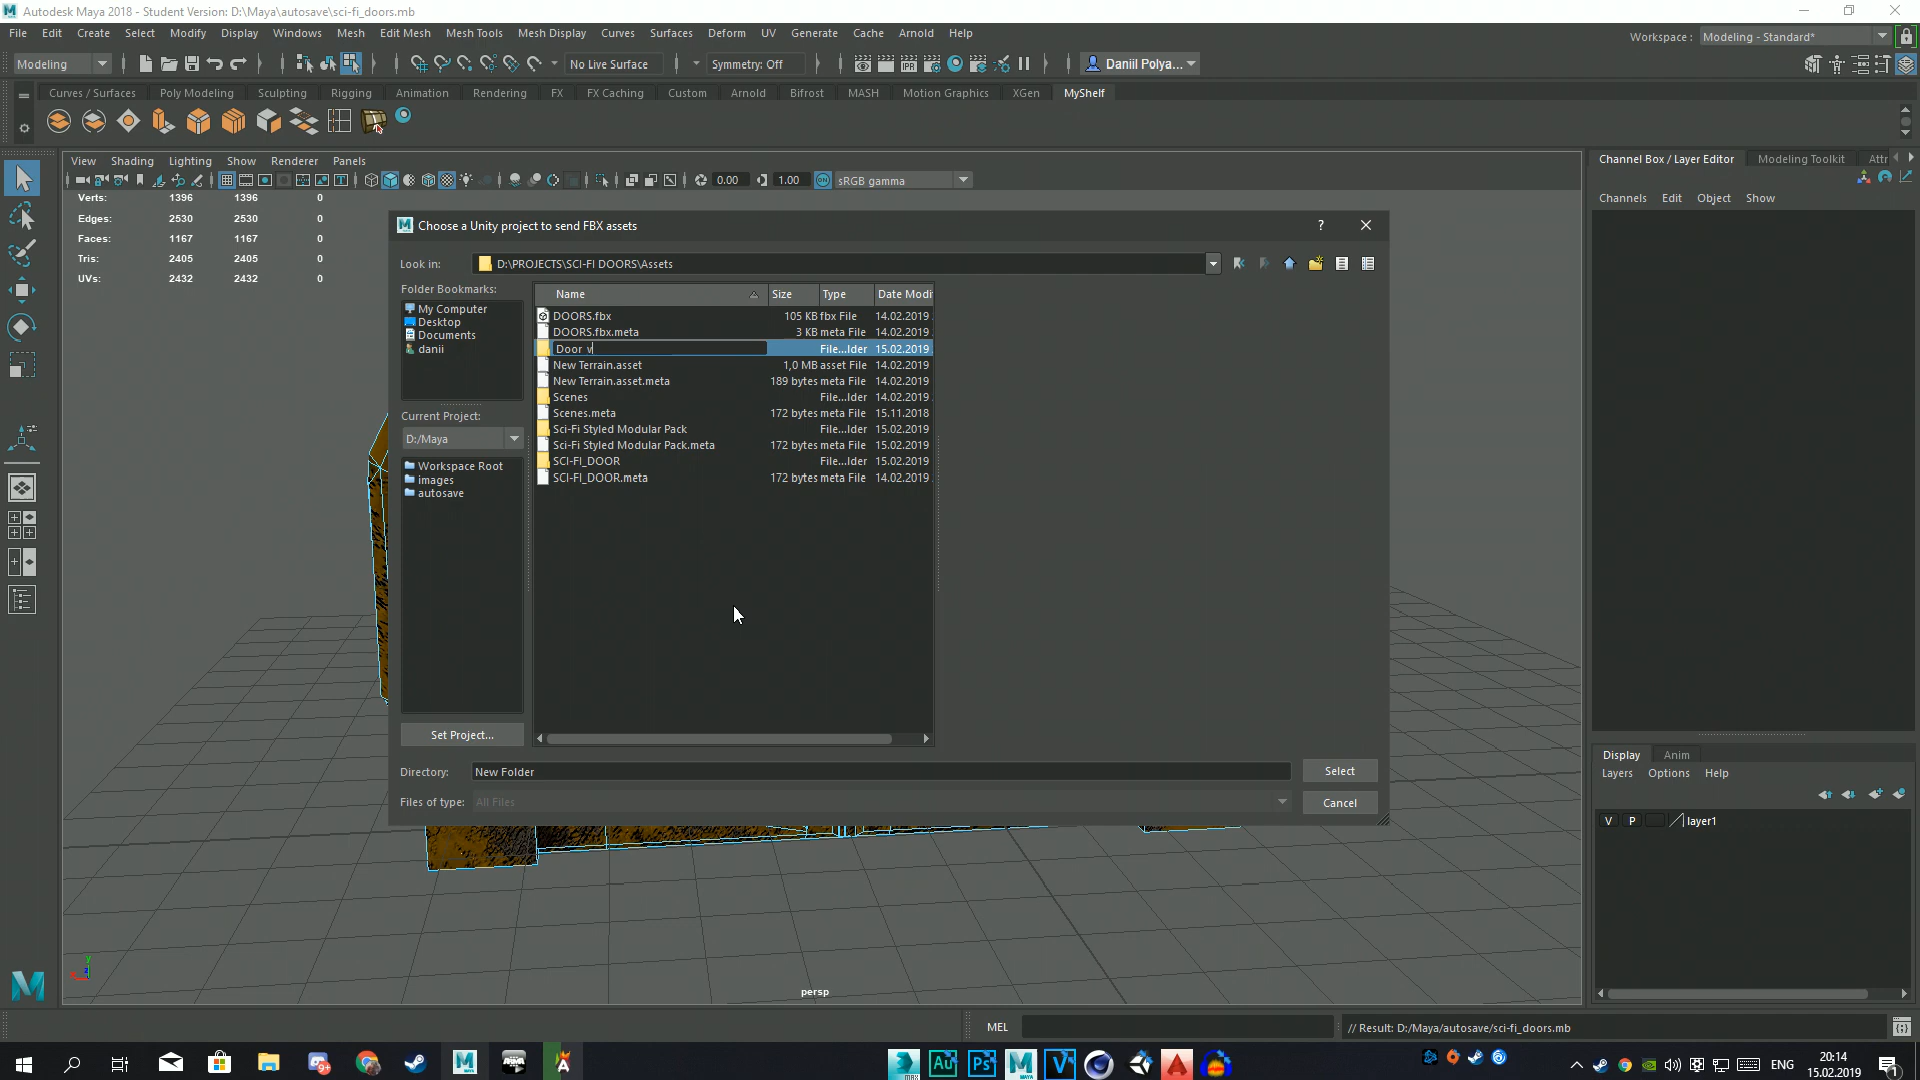 Autodesk Maya 2018 - Student Version: D:\Maya\autosave\sci-fi_doors.mb
File Edit Create Select Modify Display Windows Mesh Edit Mesh Mesh Tools Mesh Display Curves Surfaces Deform UV Generate Cache Arnold Help
Workspace : Modeling - Standard*
Modeling No Live Surface Symmetry: Off Daniil Polya...
Curves / Surfaces Poly Modeling Sculpting Rigging Animation Rendering FX FX Caching Custom Arnold Bifrost MASH Motion Graphics XGen MyShelf
View Shading Lighting Show Renderer Panels
0.00 1.00 sRGB gamma
Channel Box / Layer Editor Modeling Toolkit Attr
Channels Edit Object Show
Verts: 1396 1396 0
Edges: 2530 2530 0
Faces: 1167 1167 0
Tris: 2405 2405 0
UVs: 2432 2432 0
Choose a Unity project to send FBX assets ?
Look in: D:\PROJECTS\SCI-FI DOORS\Assets
Folder Bookmarks:
My Computer
Desktop
Documents
danii
Current Project:
D:/Maya
Workspace Root
images
autosave
Set Project...
Name Size Type Date Modi
DOORS.fbx 105 KB fbx File 14.02.2019
DOORS.fbx.meta 3 KB meta File 14.02.2019
Door v File...lder 15.02.2019
New Terrain.asset 1,0 MB asset File 14.02.2019
New Terrain.asset.meta 189 bytes meta File 14.02.2019
Scenes File...lder 14.02.2019
Scenes.meta 172 bytes meta File 15.11.2018
Sci-Fi Styled Modular Pack File...lder 15.02.2019
Sci-Fi Styled Modular Pack.meta 172 bytes meta File 15.02.2019
SCI-FI_DOOR File...lder 15.02.2019
SCI-FI_DOOR.meta 172 bytes meta File 14.02.2019
Directory: New Folder Select
Files of type: All Files Cancel
Display Anim
Layers Options Help
V P layer1
persp
MEL // Result: D:/Maya/autosave/sci-fi_doors.mb
Au Ps
ENG 20:14
15.02.2019